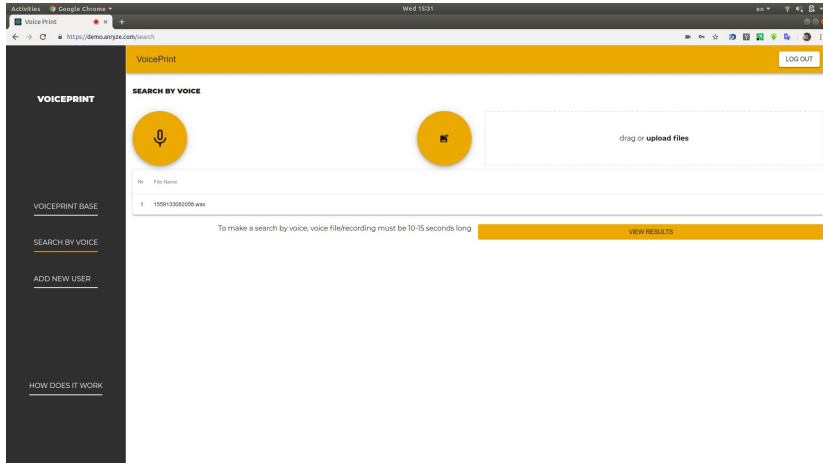 Activities Google Chrome Wed 15:31 en
Voice Print
https://demo.anryze.com/search
VoicePrint LOG OUT
VOICEPRINT
SEARCH BY VOICE
drag or upload files
№ File Name
1 1559133082058.wav
To make a search by voice, voice file/recording must be 10-15 seconds long VIEW RESULTS
VOICEPRINT BASE
SEARCH BY VOICE
ADD NEW USER
HOW DOES IT WORK